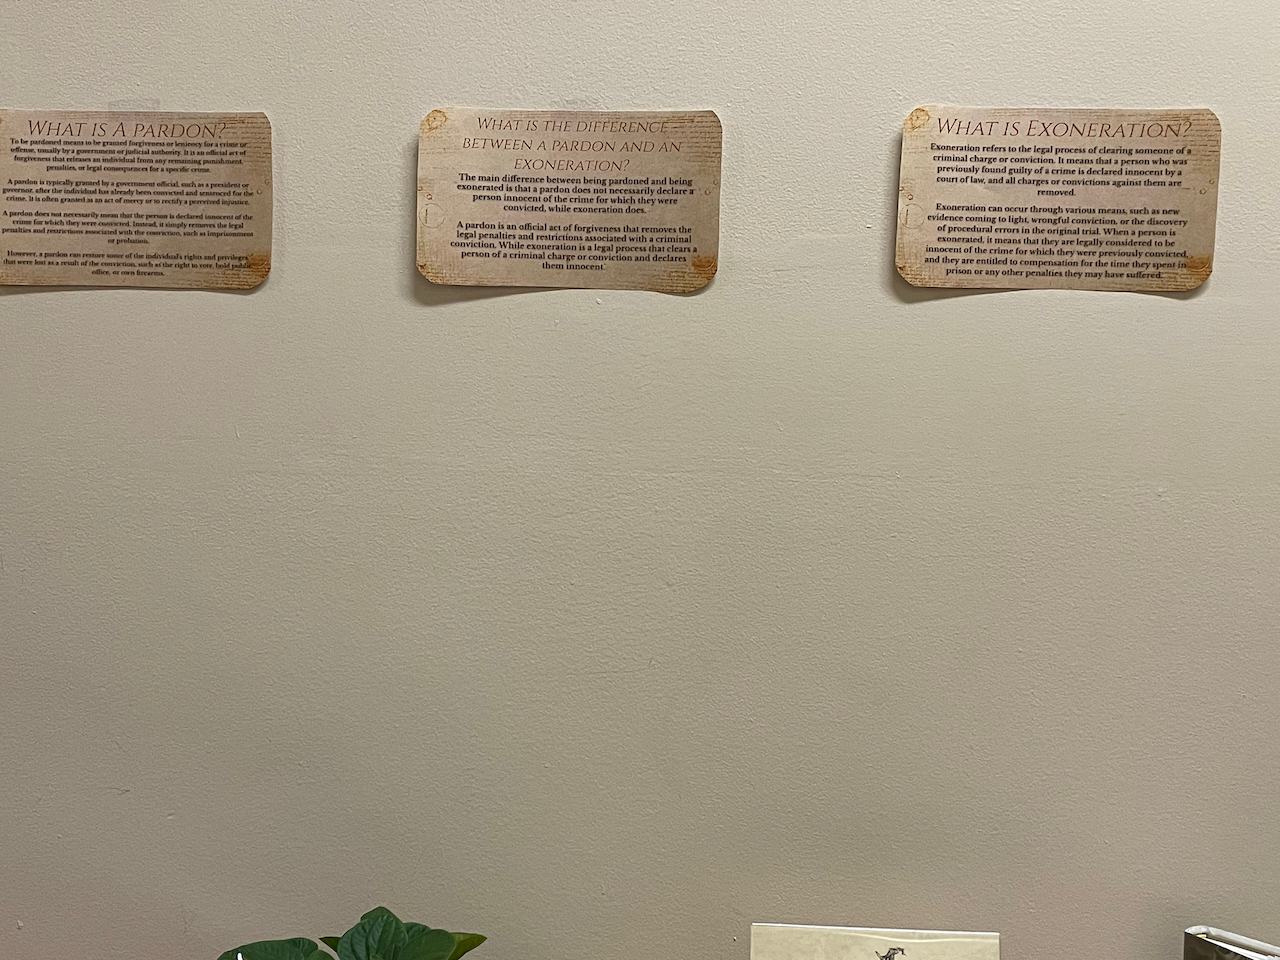 WHAT IS A PARDON?
To be pardoned means to be granted forgiveness or leniency for a crime or
offense, usually by a government or judicial authority. It is an official act of
forgiveness that releases an individual from any remaining punishment,
penalties, or legal consequences for a specific crime.
A pardon is typically granted by a government official, such as a president or
governor, after the individual has already been convicted and sentenced for the
crime. It is often granted as an act of mercy or to rectify a perceived injustice.
A pardon does not necessarily mean that the person is declared innocent of the
crime for which they were convicted. Instead, it simply removes the legal
penalties and restrictions associated with the conviction, such as imprisonment
or probation.
However, a pardon can restore some of the individual's rights and privileges
that were lost as a result of the conviction, such as the right to vote, hold public
office, or own firearms.
WHAT IS THE DIFFERENCE
BETWEEN A PARDON AND AN
EXONERATION?
The main difference between being pardoned and being
exonerated is that a pardon does not necessarily declare a
person innocent of the crime for which they were
convicted, while exoneration does.
A pardon is an official act of forgiveness that removes the
legal penalties and restrictions associated with a criminal
conviction. While exoneration is a legal process that clears a
person of a criminal charge or conviction and declares
them innocent.
WHAT IS EXONERATION?
Exoneration refers to the legal process of clearing someone of a
criminal charge or conviction. It means that a person who was
previously found guilty of a crime is declared innocent by a
court of law, and all charges or convictions against them are
removed.
Exoneration can occur through various means, such as new
evidence coming to light, wrongful conviction, or the discovery
of procedural errors in the original trial. When a person is
exonerated, it means that they are legally considered to be
innocent of the crime for which they were previously convicted,
and they are entitled to compensation for the time they spent in
prison or any other penalties they may have suffered.